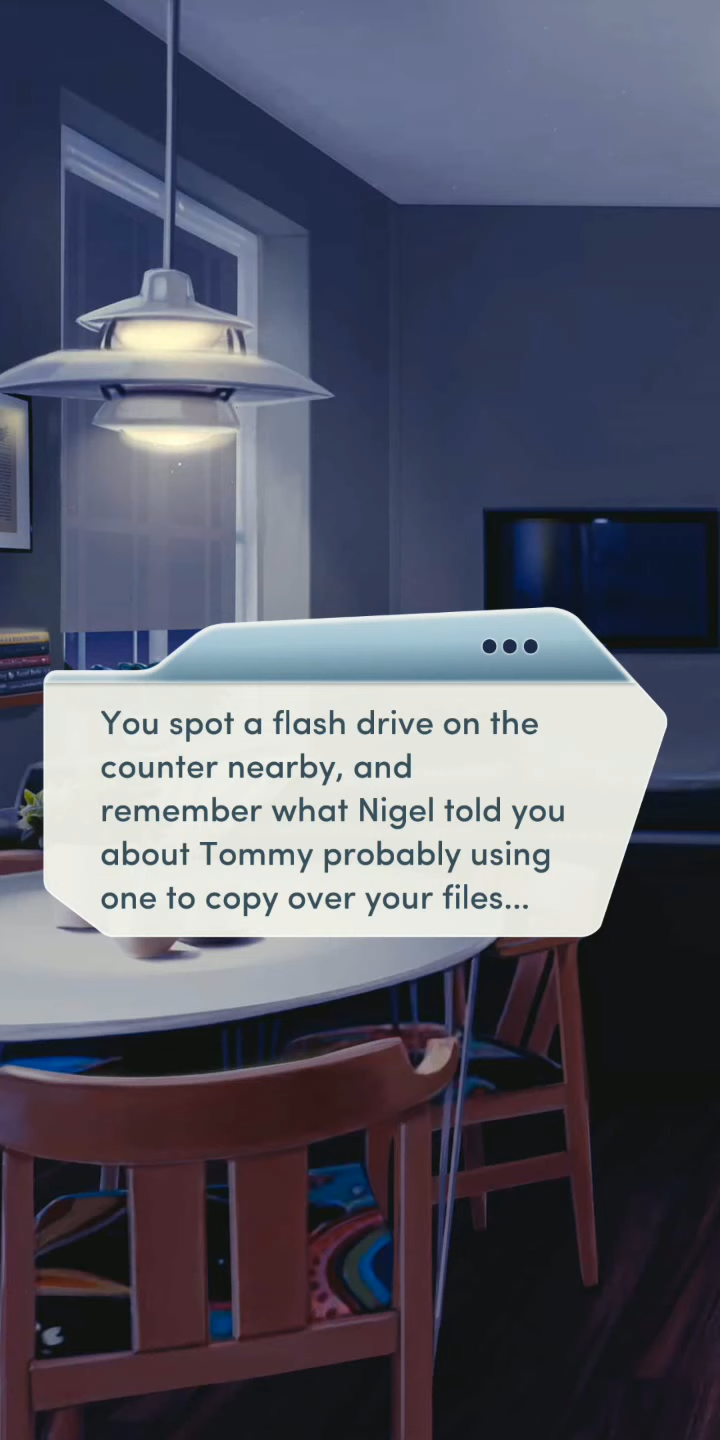 You spot a flash drive on the
counter nearby, and
remember what Nigel told you
about Tommy probably using
one to copy over your files...